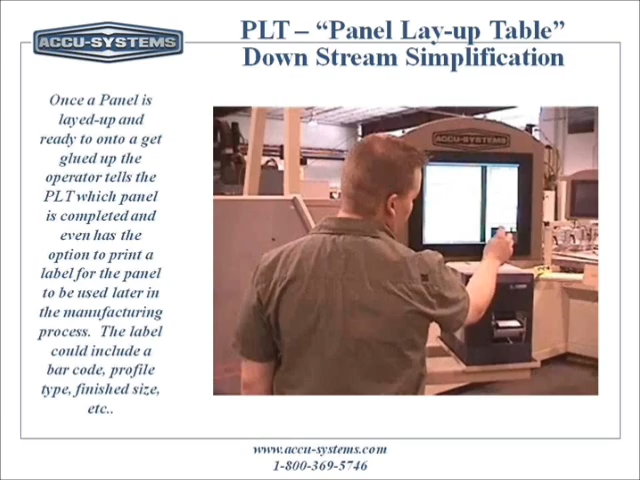 ACCU-SYSTEMS
PLT – “Panel Lay-up Table”
Down Stream Simplification
Once a Panel is
layed-up and
ready to onto a get
glued up the
operator tells the
PLT which panel
is completed and
even has the
option to print a
label for the panel
to be used later in
the manufacturing
process. The label
could include a
bar code, profile
type, finished size,
etc..
ACCU-SYSTEMS
www.accu-systems.com
1-800-369-5746